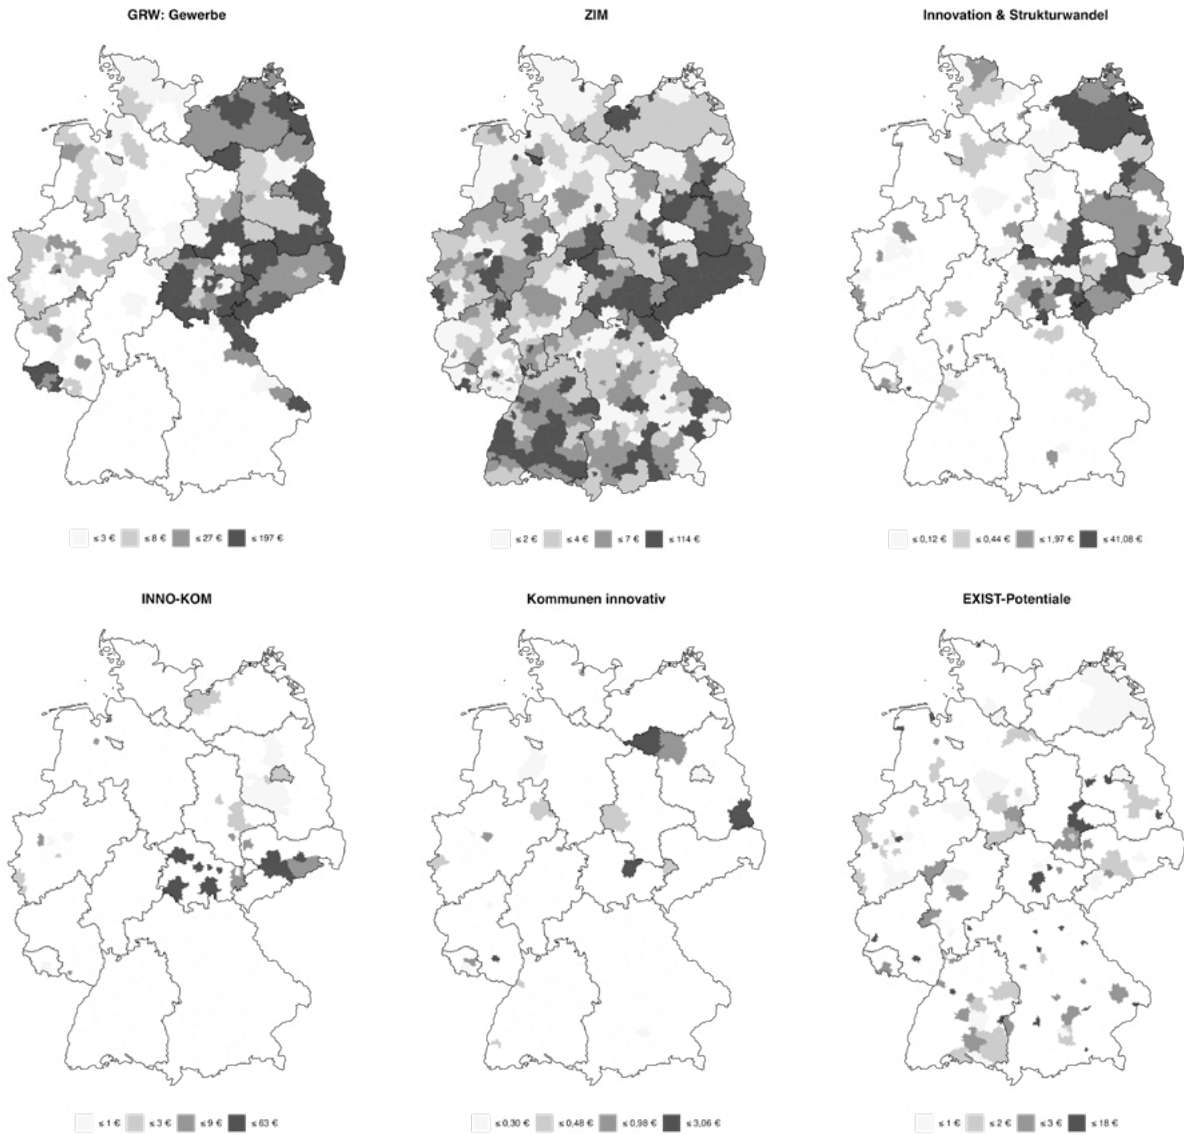 GRW: Gewerbe ZIM Innovation & Strukturwandel
≤ 3 € ≤ 8 € ≤ 27 € ≤ 197 € ≤ 2 € ≤ 4 € ≤ 7 € ≤ 114 € ≤ 0,12 € ≤ 0,44 € ≤ 1,97 € ≤ 41,08 €
INNO-KOM Kommunen innovativ EXIST-Potentiale
≤ 1 € ≤ 3 € ≤ 9 € ≤ 63 € ≤ 0,30 € ≤ 0,48 € ≤ 0,98 € ≤ 3,06 € ≤ 1 € ≤ 2 € ≤ 3 € ≤ 18 €